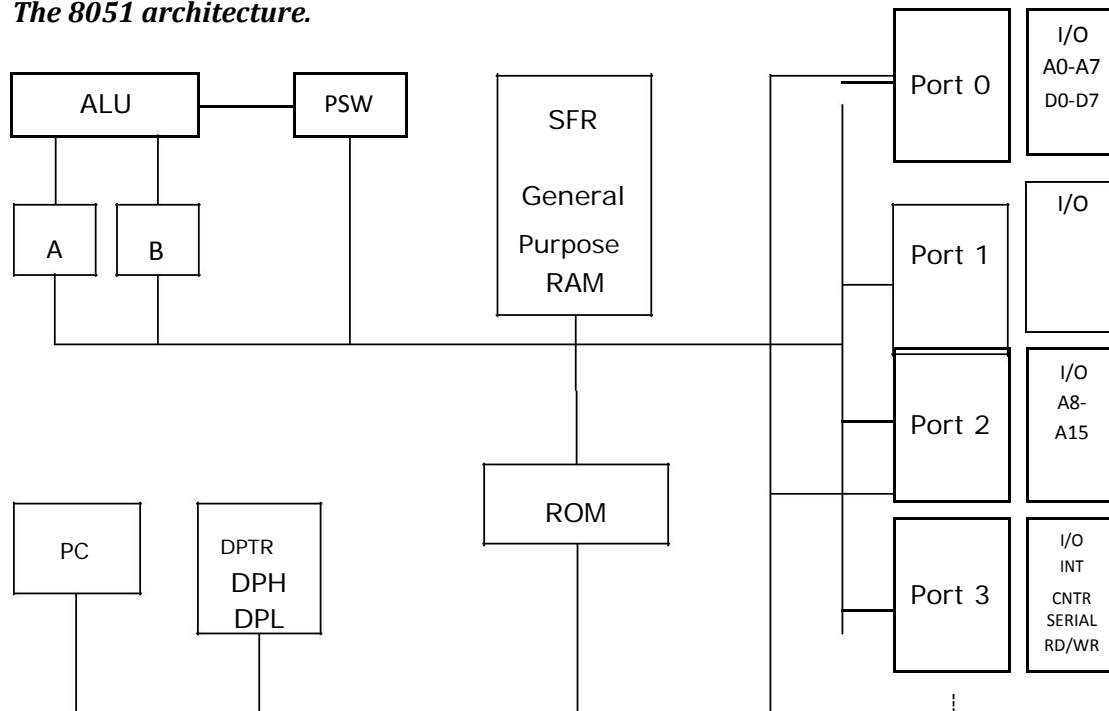 The 8051 architecture.
ALU
PSW
A
B
SFR
General
Purpose
RAM
ROM
PC
DPTR
DPH
DPL
Port 0
I/O
A0-A7
D0-D7
Port 1
I/O
Port 2
I/O
A8-
A15
Port 3
I/O
INT
CNTR
SERIAL
RD/WR